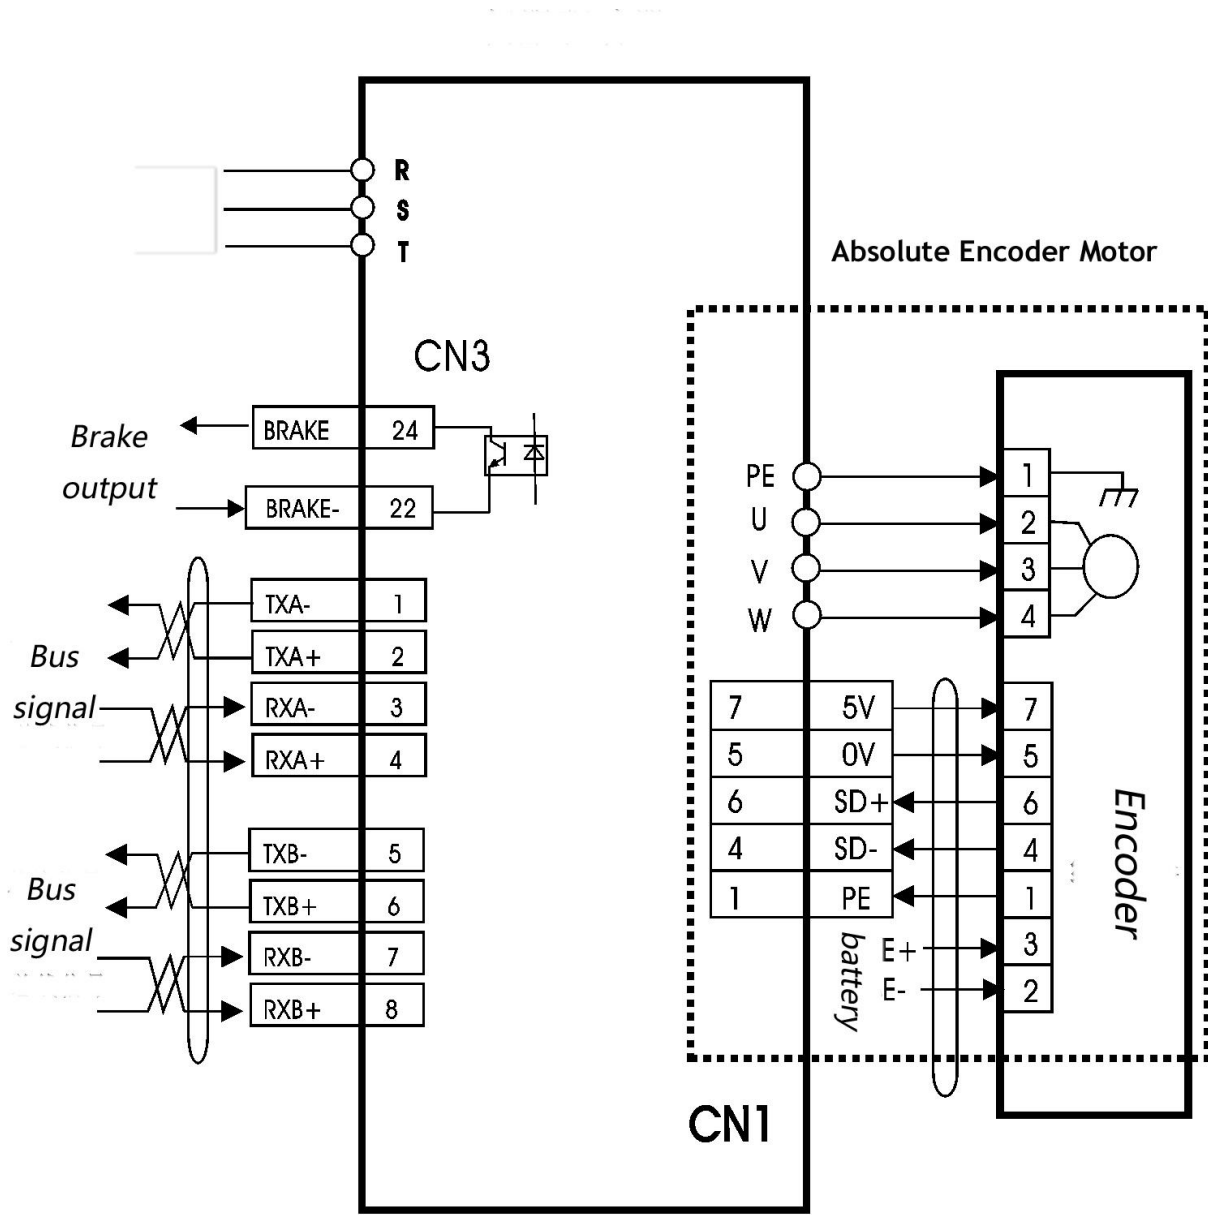 R
S
T
Absolute Encoder Motor
CN3
Brake
output
BRAKE 24
BRAKE- 22
PE 1
U 2
V 3
W 4
Bus
signal
TXA- 1
TXA+ 2
RXA- 3
RXA+ 4
Bus
signal
TXB- 5
TXB+ 6
RXB- 7
RXB+ 8
7 5V 7
5 0V 5
6 SD+ 6
4 SD- 4
1 PE 1
battery
E+ 3
E- 2
Encoder
CN1